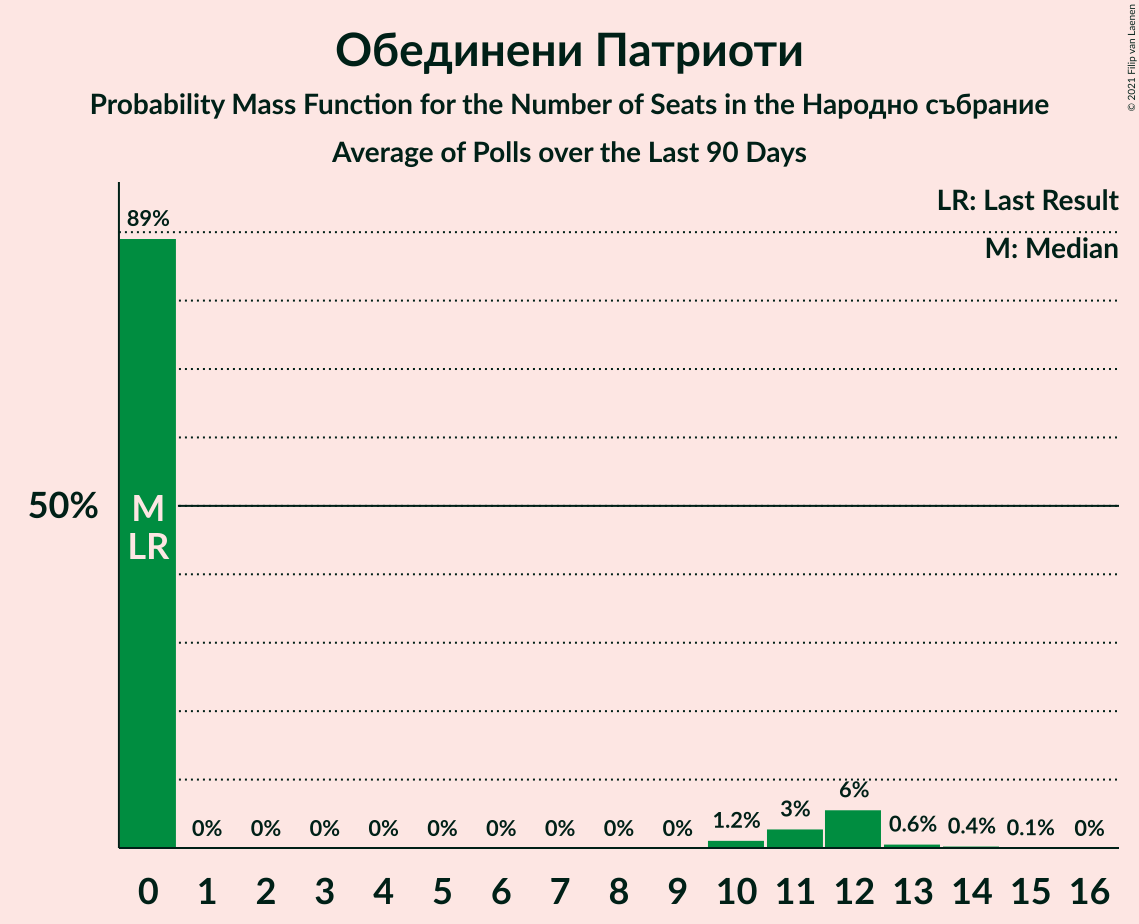 Обединени Патриоти
Probability Mass Function for the Number of Seats in the Народно събрание
Average of Polls over the Last 90 Days
© 2021 Filip van Laenen
LR: Last Result
M: Median
89%
50%
M
LR
0% 0% 0% 0% 0% 0% 0% 0% 0% 1.2% 3% 6% 0.6% 0.4% 0.1% 0%
0 1 2 3 4 5 6 7 8 9 10 11 12 13 14 15 16